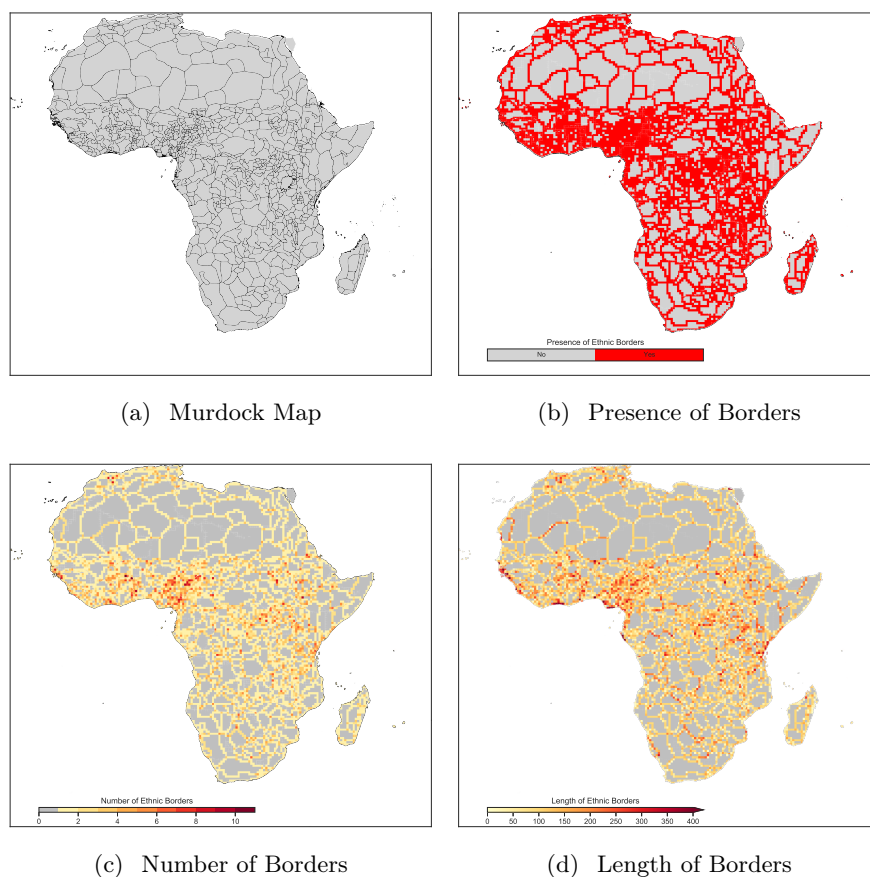 Presence of Ethnic Borders
No Yes
(a) Murdock Map
(b) Presence of Borders
Number of Ethnic Borders
0 2 4 6 8 10
Length of Ethnic Borders
0 50 100 150 200 250 300 350 400
(c) Number of Borders
(d) Length of Borders